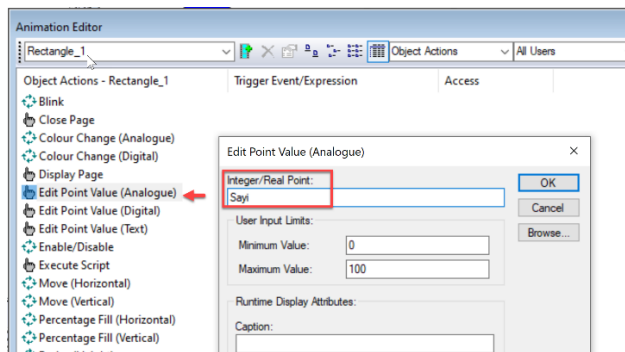 Animation Editor
Rectangle_1
Object Actions
All Users
Object Actions - Rectangle_1
Trigger Event/Expression
Access
Blink
Close Page
Colour Change (Analogue)
Colour Change (Digital)
Display Page
Edit Point Value (Analogue)
Edit Point Value (Digital)
Edit Point Value (Text)
Enable/Disable
Execute Script
Move (Horizontal)
Move (Vertical)
Percentage Fill (Horizontal)
Percentage Fill (Vertical)
Edit Point Value (Analogue)
Integer/Real Point:
Sayi
OK
Cancel
Browse...
User Input Limits:
Minimum Value:
0
Maximum Value:
100
Runtime Display Attributes:
Caption: